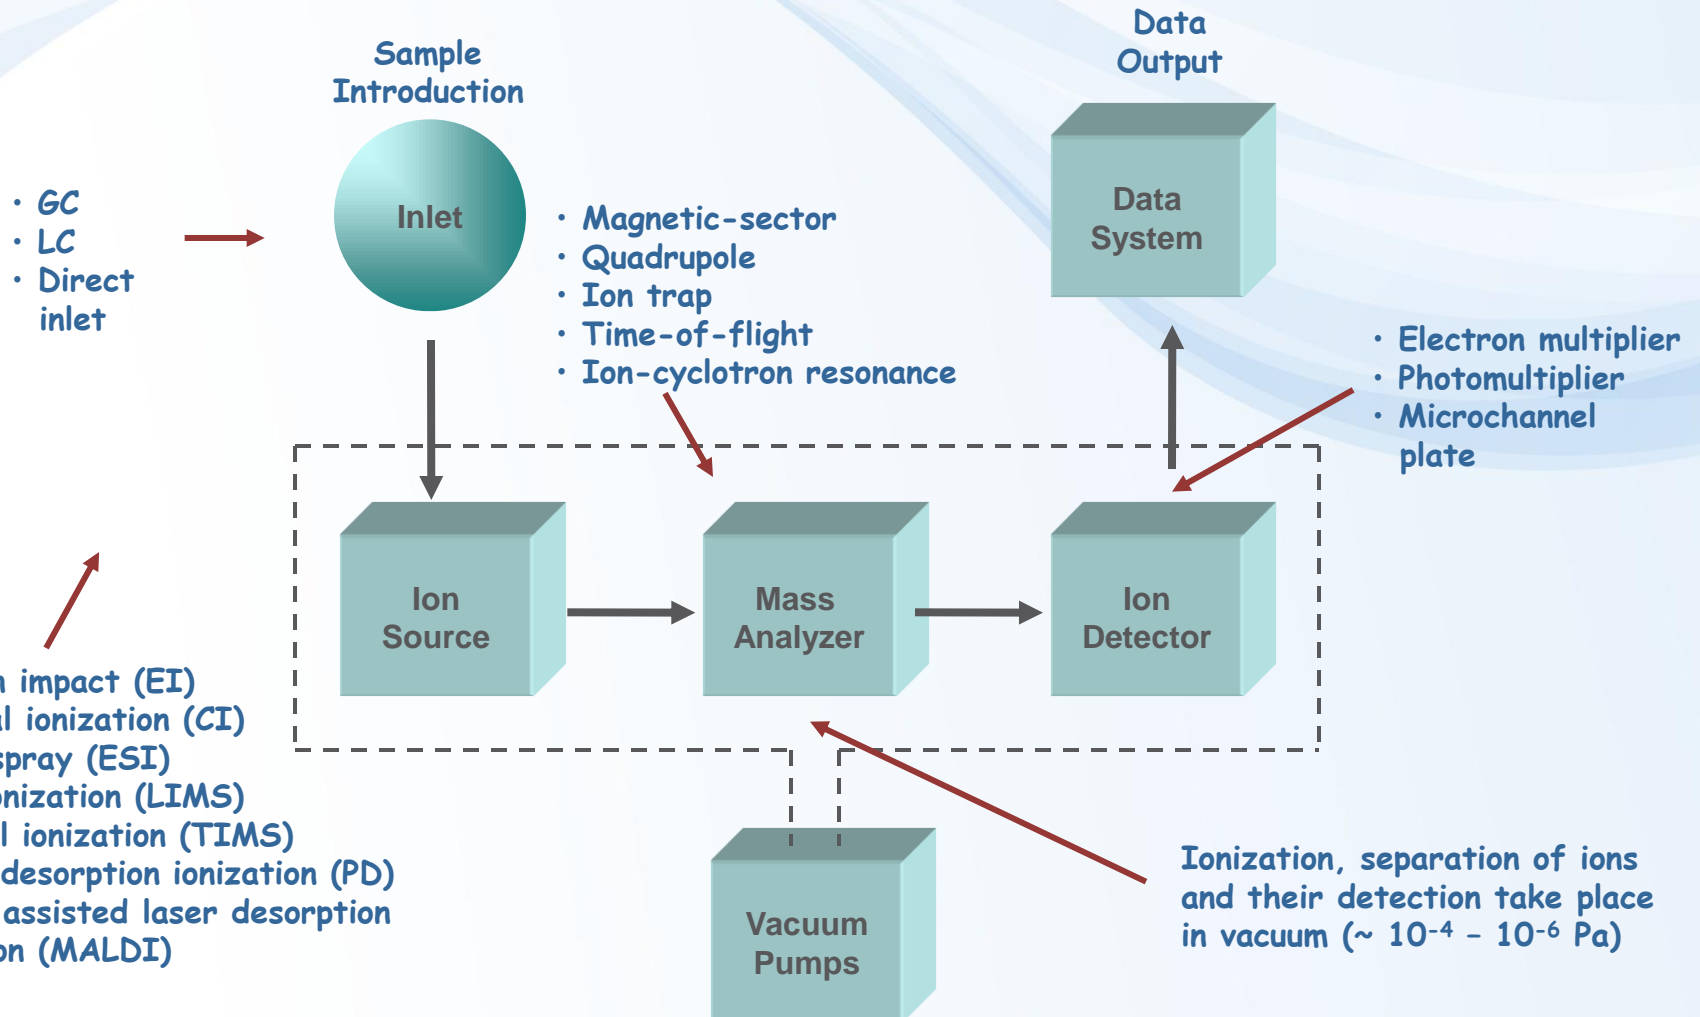 Sample
Introduction
Data
Output
Inlet
Data
System
· GC
· LC
· Direct
inlet
· Magnetic-sector
· Quadrupole
· Ion trap
· Time-of-flight
· Ion-cyclotron resonance
· Electron multiplier
· Photomultiplier
· Microchannel
plate
Ion
Source
Mass
Analyzer
Ion
Detector
impact (EI)
ionization (CI)
spray (ESI)
(LIMS)
ionization (TIMS)
desorption ionization (PD)
assisted laser desorption
(MALDI)
Vacuum
Pumps
Ionization, separation of ions
and their detection take place
in vacuum (~ 10⁻⁴ – 10⁻⁶ Pa)